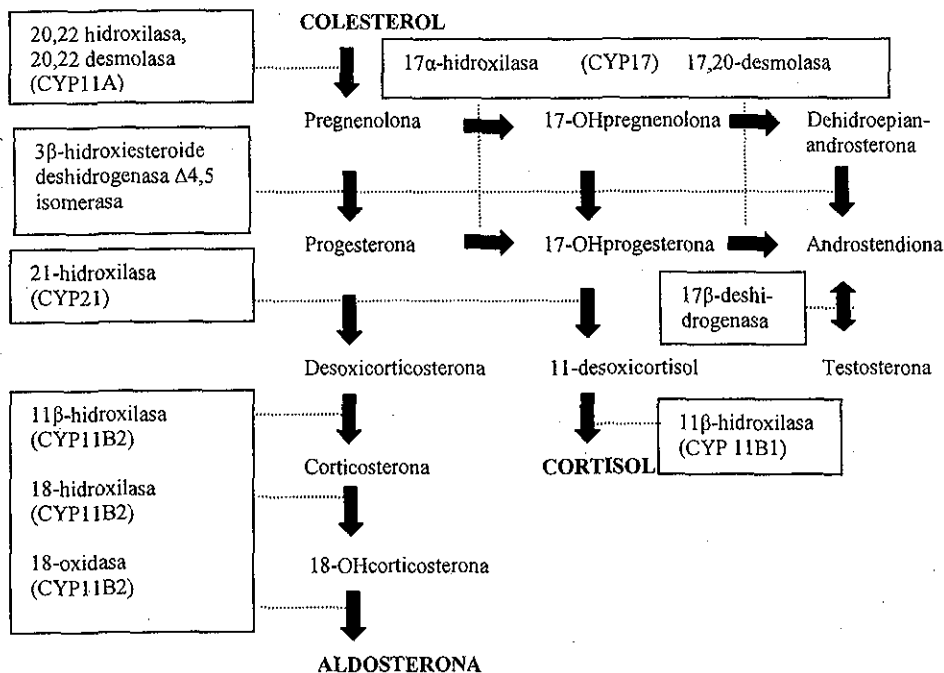 COLESTEROL
20,22 hidroxilasa,
20,22 desmolasa
(CYP11A)
17α-hidroxilasa (CYP17) 17,20-desmolasa
Pregnenolona 17-OHpregnenolona Dehidroepian-
androsterona
3β-hidroxiesteroide
deshidrogenasa Δ4,5
isomerasa
Progesterona 17-OHprogesterona Androstendiona
21-hidroxilasa
(CYP21)
17β-deshi-
drogenasa
Desoxicorticosterona 11-desoxicortisol Testosterona
11β-hidroxilasa
(CYP11B2)
11β-hidroxilasa
(CYP 11B1)
Corticosterona CORTISOL
18-hidroxilasa
(CYP11B2)
18-oxidasa
(CYP11B2)
18-OHcorticosterona
ALDOSTERONA